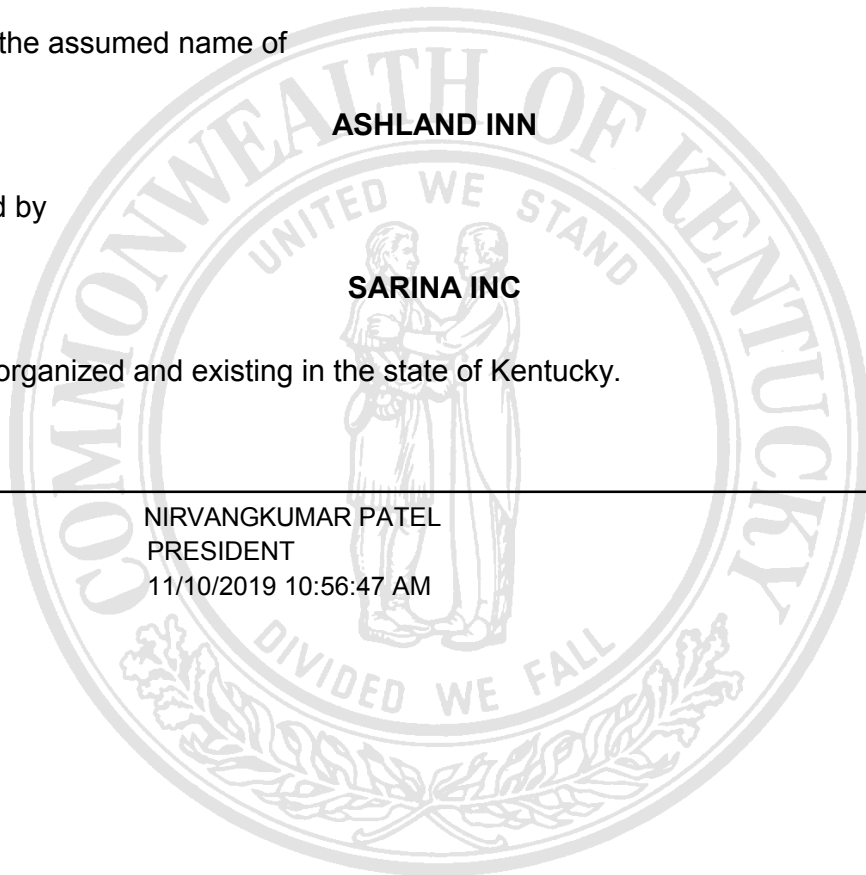 the assumed name of
ASHLAND INN
d by
SARINA INC
organized and existing in the state of Kentucky.
NIRVANGKUMAR PATEL
PRESIDENT
11/10/2019 10:56:47 AM
COMMONWEALTH OF KENTUCKY
UNITED WE STAND
DIVIDED WE FALL